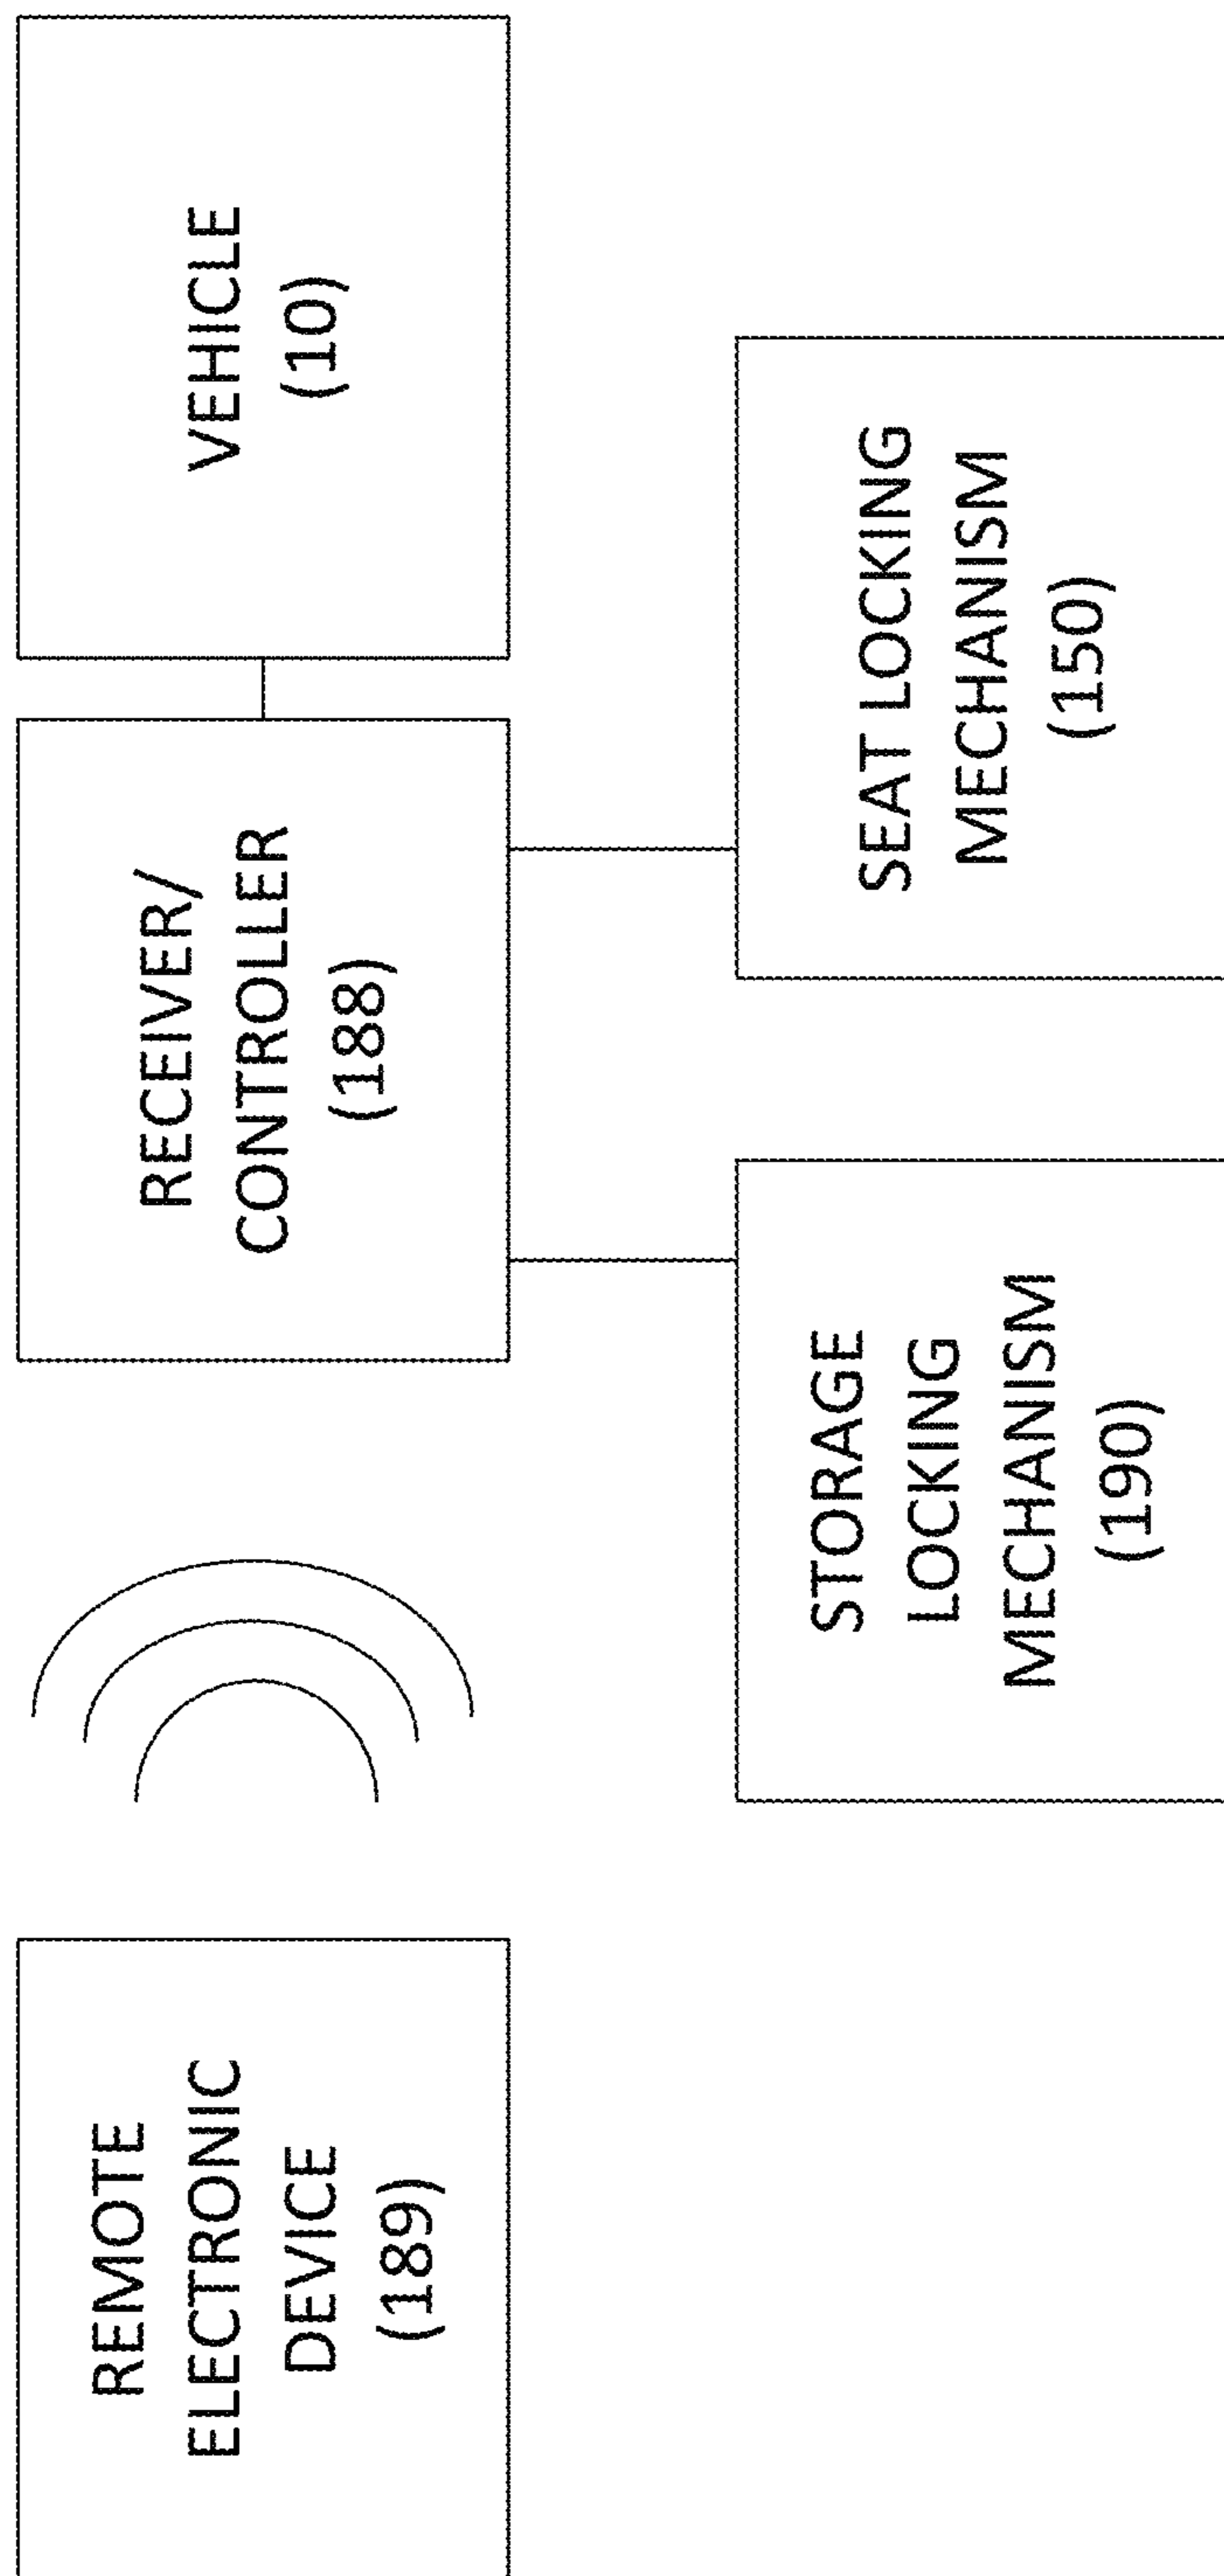 REMOTE
ELECTRONIC
DEVICE
(189)
RECEIVER/
CONTROLLER
(188)
VEHICLE
(10)
STORAGE
LOCKING
MECHANISM
(190)
SEAT LOCKING
MECHANISM
(150)